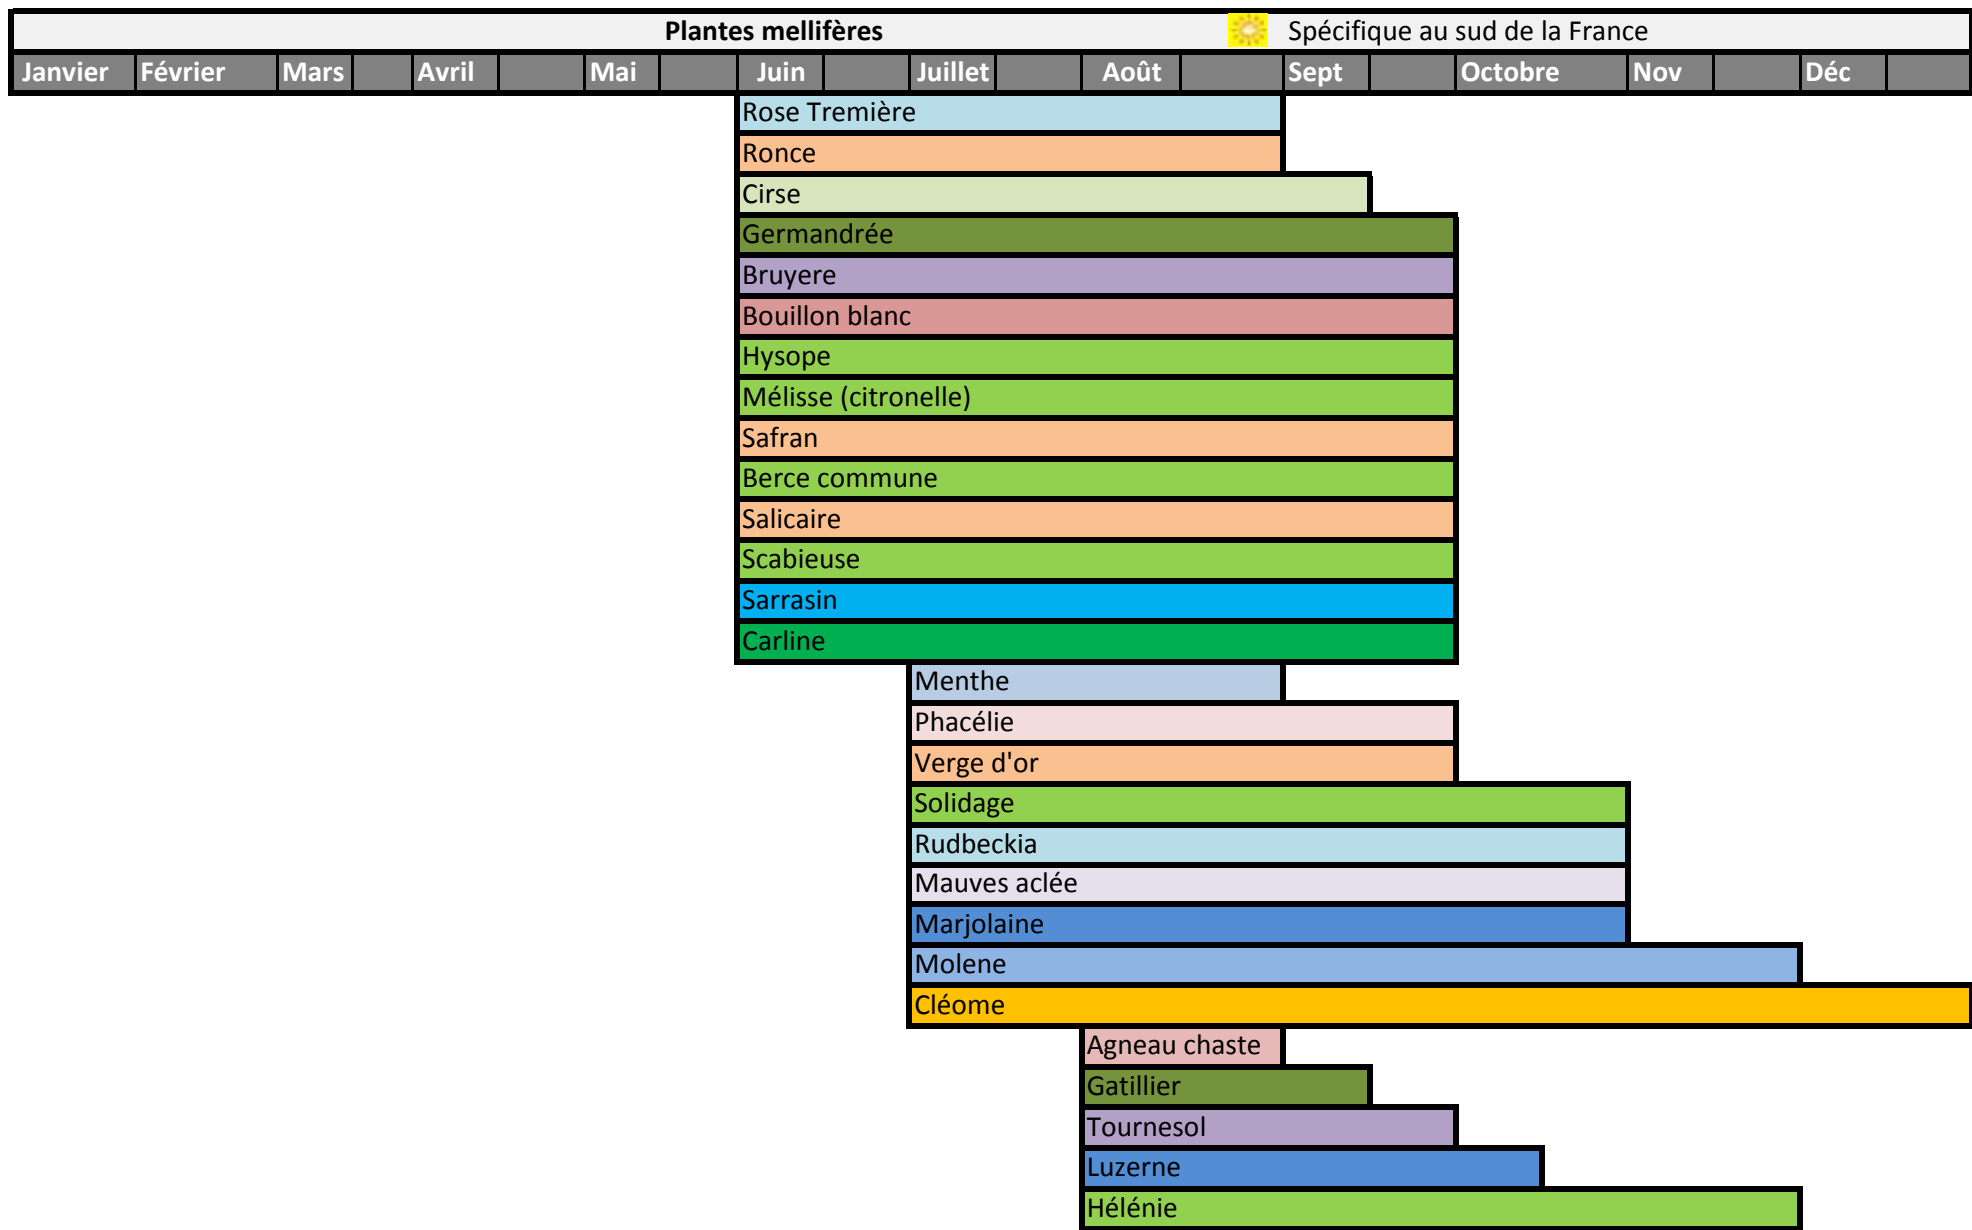 Plantes mellifères Spécifique au sud de la France
Janvier Février Mars Avril Mai Juin Juillet Août Sept Octobre Nov Déc
Rose Tremière
Ronce
Cirse
Germandrée
Bruyere
Bouillon blanc
Hysope
Mélisse (citronelle)
Safran
Berce commune
Salicaire
Scabieuse
Sarrasin
Carline
Menthe
Phacélie
Verge d'or
Solidage
Rudbeckia
Mauves aclée
Marjolaine
Molene
Cléome
Agneau chaste
Gatillier
Tournesol
Luzerne
Hélénie